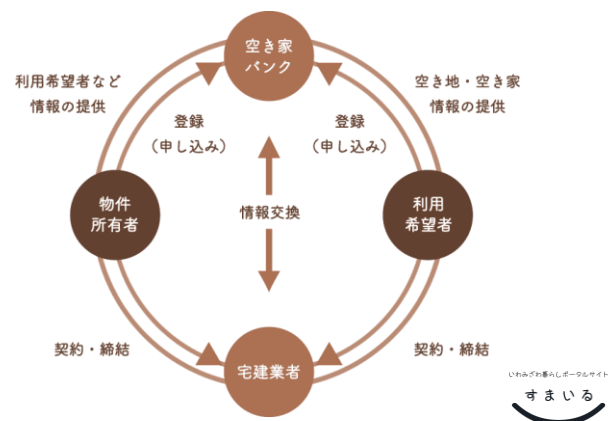 空き家
バンク
利用希望者など
情報の提供
空き地・空き家
情報の提供
登録
（申し込み）
登録
（申し込み）
物件
所有者
情報交換
利用
希望者
契約・締結
契約・締結
宅建業者
いわみざわ暮らしポータルサイト
すまいる